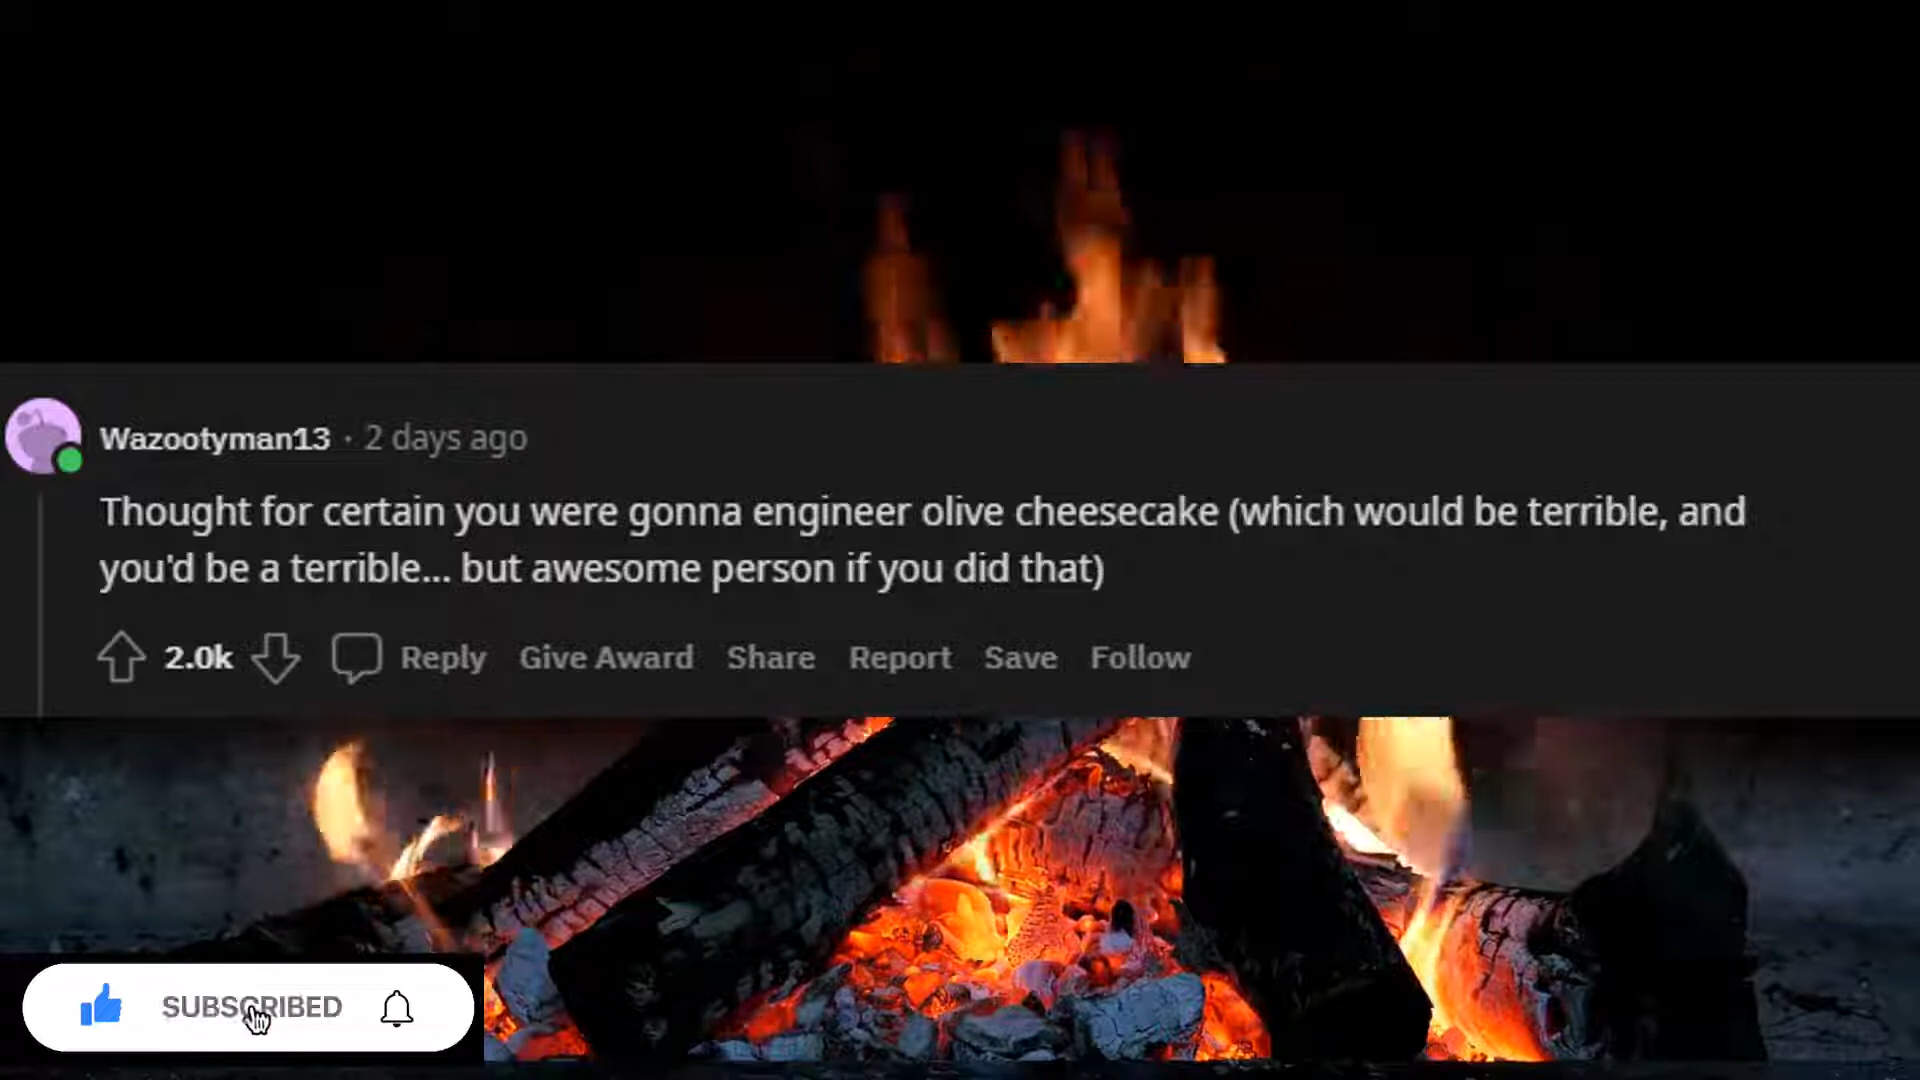 Wazootyman13 · 2 days ago
Thought for certain you were gonna engineer olive cheesecake (which would be terrible, and
you'd be a terrible... but awesome person if you did that)
2.0k Reply Give Award Share Report Save Follow
SUBSCRIBED